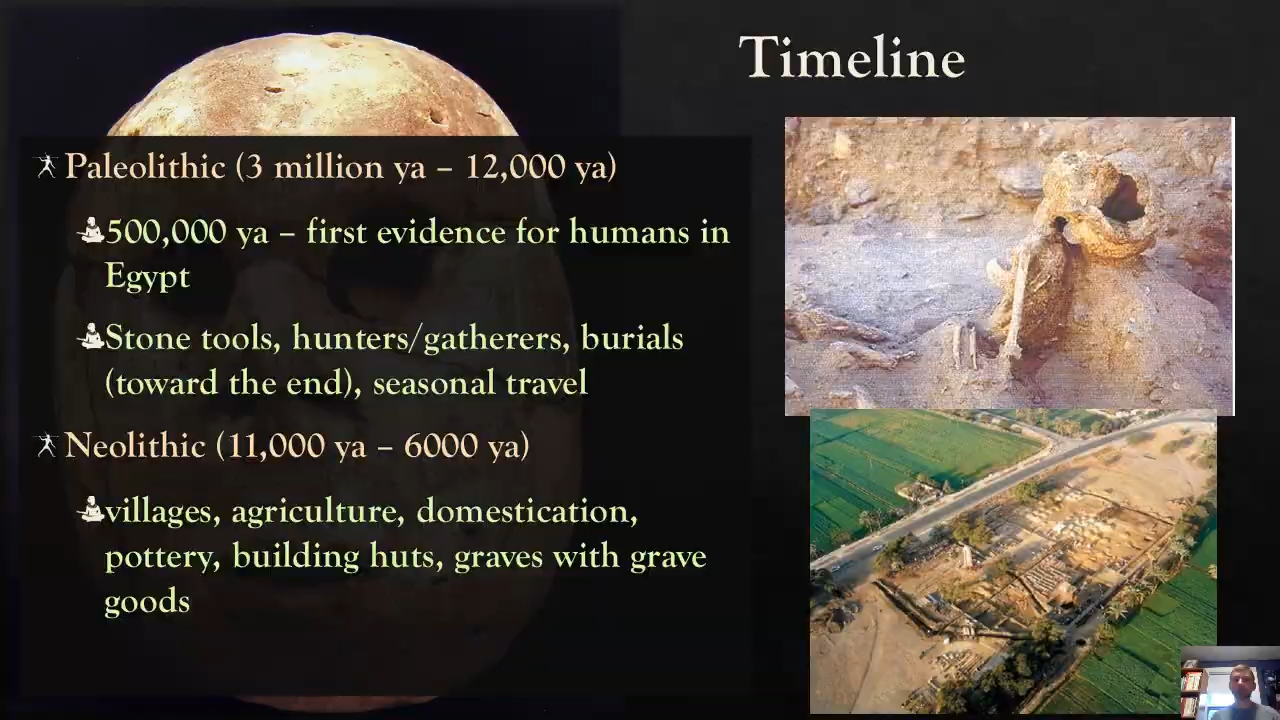 Timeline
Paleolithic (3 million ya – 12,000 ya)
500,000 ya – first evidence for humans in
Egypt
Stone tools, hunters/gatherers, burials
(toward the end), seasonal travel
Neolithic (11,000 ya – 6000 ya)
villages, agriculture, domestication,
pottery, building huts, graves with grave
goods